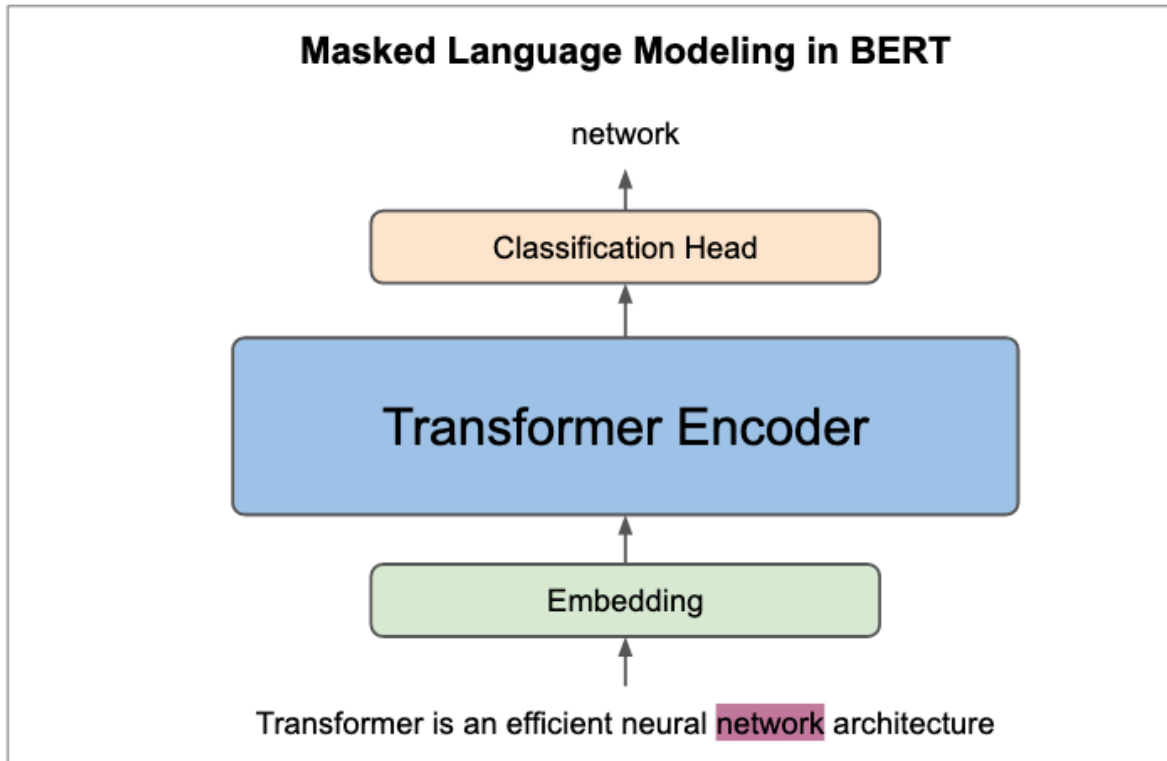 Masked Language Modeling in BERT
network
Classification Head
Transformer Encoder
Embedding
Transformer is an efficient neural network architecture